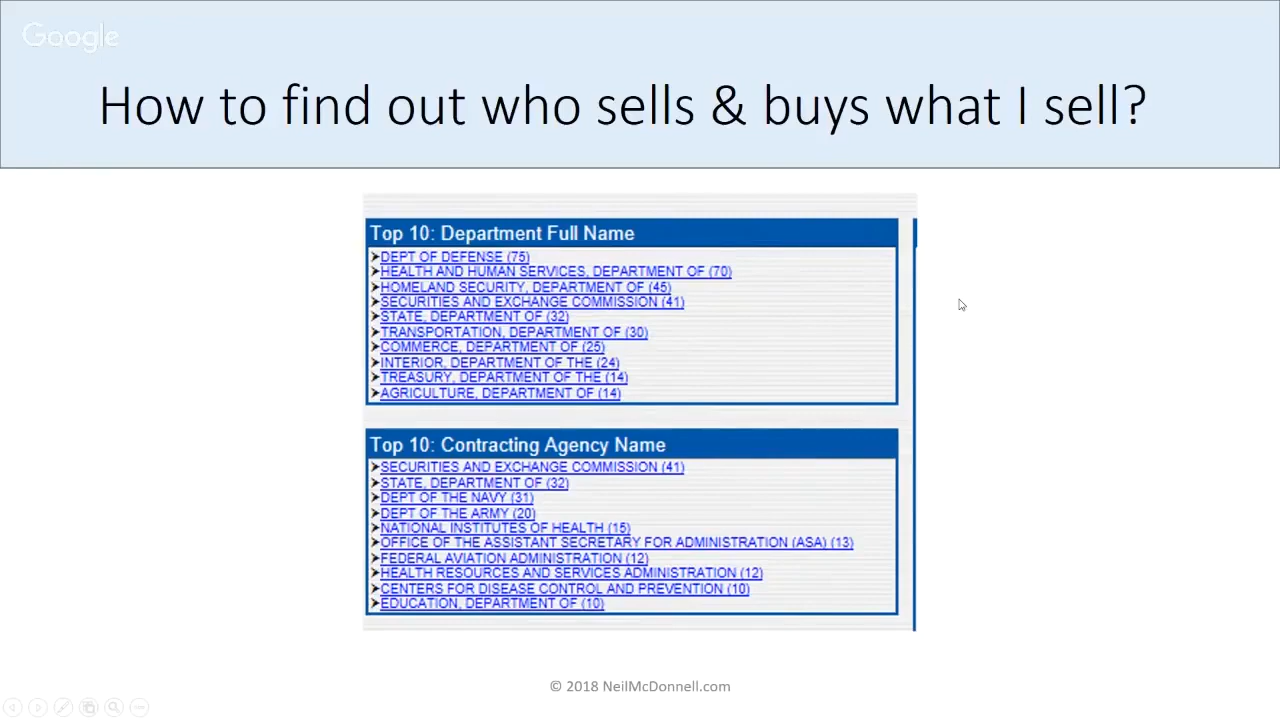 Google
How to find out who sells & buys what I sell?
Top 10: Department Full Name
DEPT OF DEFENSE (75)
HEALTH AND HUMAN SERVICES, DEPARTMENT OF (70)
HOMELAND SECURITY, DEPARTMENT OF (45)
SECURITIES AND EXCHANGE COMMISSION (41)
STATE, DEPARTMENT OF (32)
TRANSPORTATION, DEPARTMENT OF (30)
COMMERCE, DEPARTMENT OF (25)
INTERIOR, DEPARTMENT OF THE (24)
TREASURY, DEPARTMENT OF THE (14)
AGRICULTURE, DEPARTMENT OF (14)
Top 10: Contracting Agency Name
SECURITIES AND EXCHANGE COMMISSION (41)
STATE, DEPARTMENT OF (32)
DEPT OF THE NAVY (31)
DEPT OF THE ARMY (20)
NATIONAL INSTITUTES OF HEALTH (15)
OFFICE OF THE ASSISTANT SECRETARY FOR ADMINISTRATION (ASA) (13)
FEDERAL AVIATION ADMINISTRATION (12)
HEALTH RESOURCES AND SERVICES ADMINISTRATION (12)
CENTERS FOR DISEASE CONTROL AND PREVENTION (10)
EDUCATION, DEPARTMENT OF (10)
© 2018 NeilMcDonnell.com